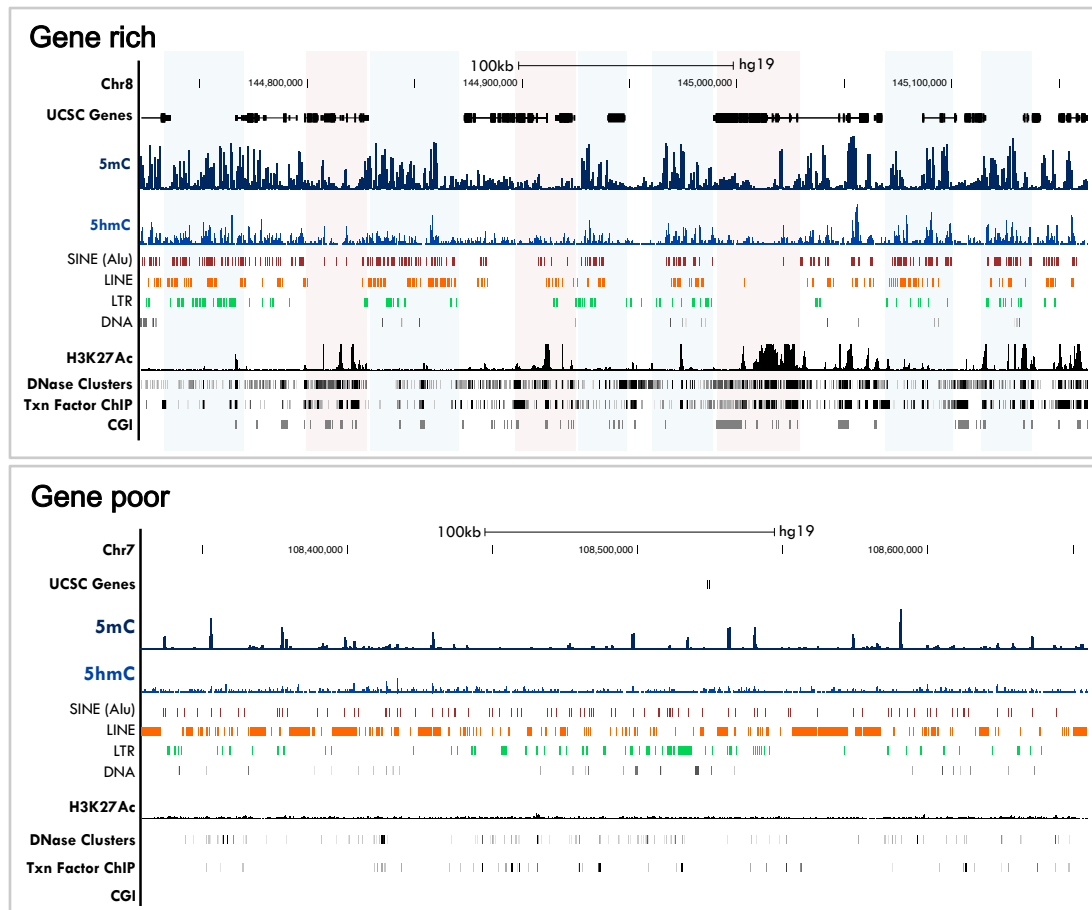 Gene rich
100kb hg19
Chr8 144,800,000 144,900,000 145,000,000 145,100,000
UCSC Genes
5mC
5hmC
SINE (Alu)
LINE
LTR
DNA
H3K27Ac
DNase Clusters
Txn Factor ChIP
CGI
Gene poor
100kb hg19
Chr7 108,400,000 108,500,000 108,600,000
UCSC Genes
5mC
5hmC
SINE (Alu)
LINE
LTR
DNA
H3K27Ac
DNase Clusters
Txn Factor ChIP
CGI